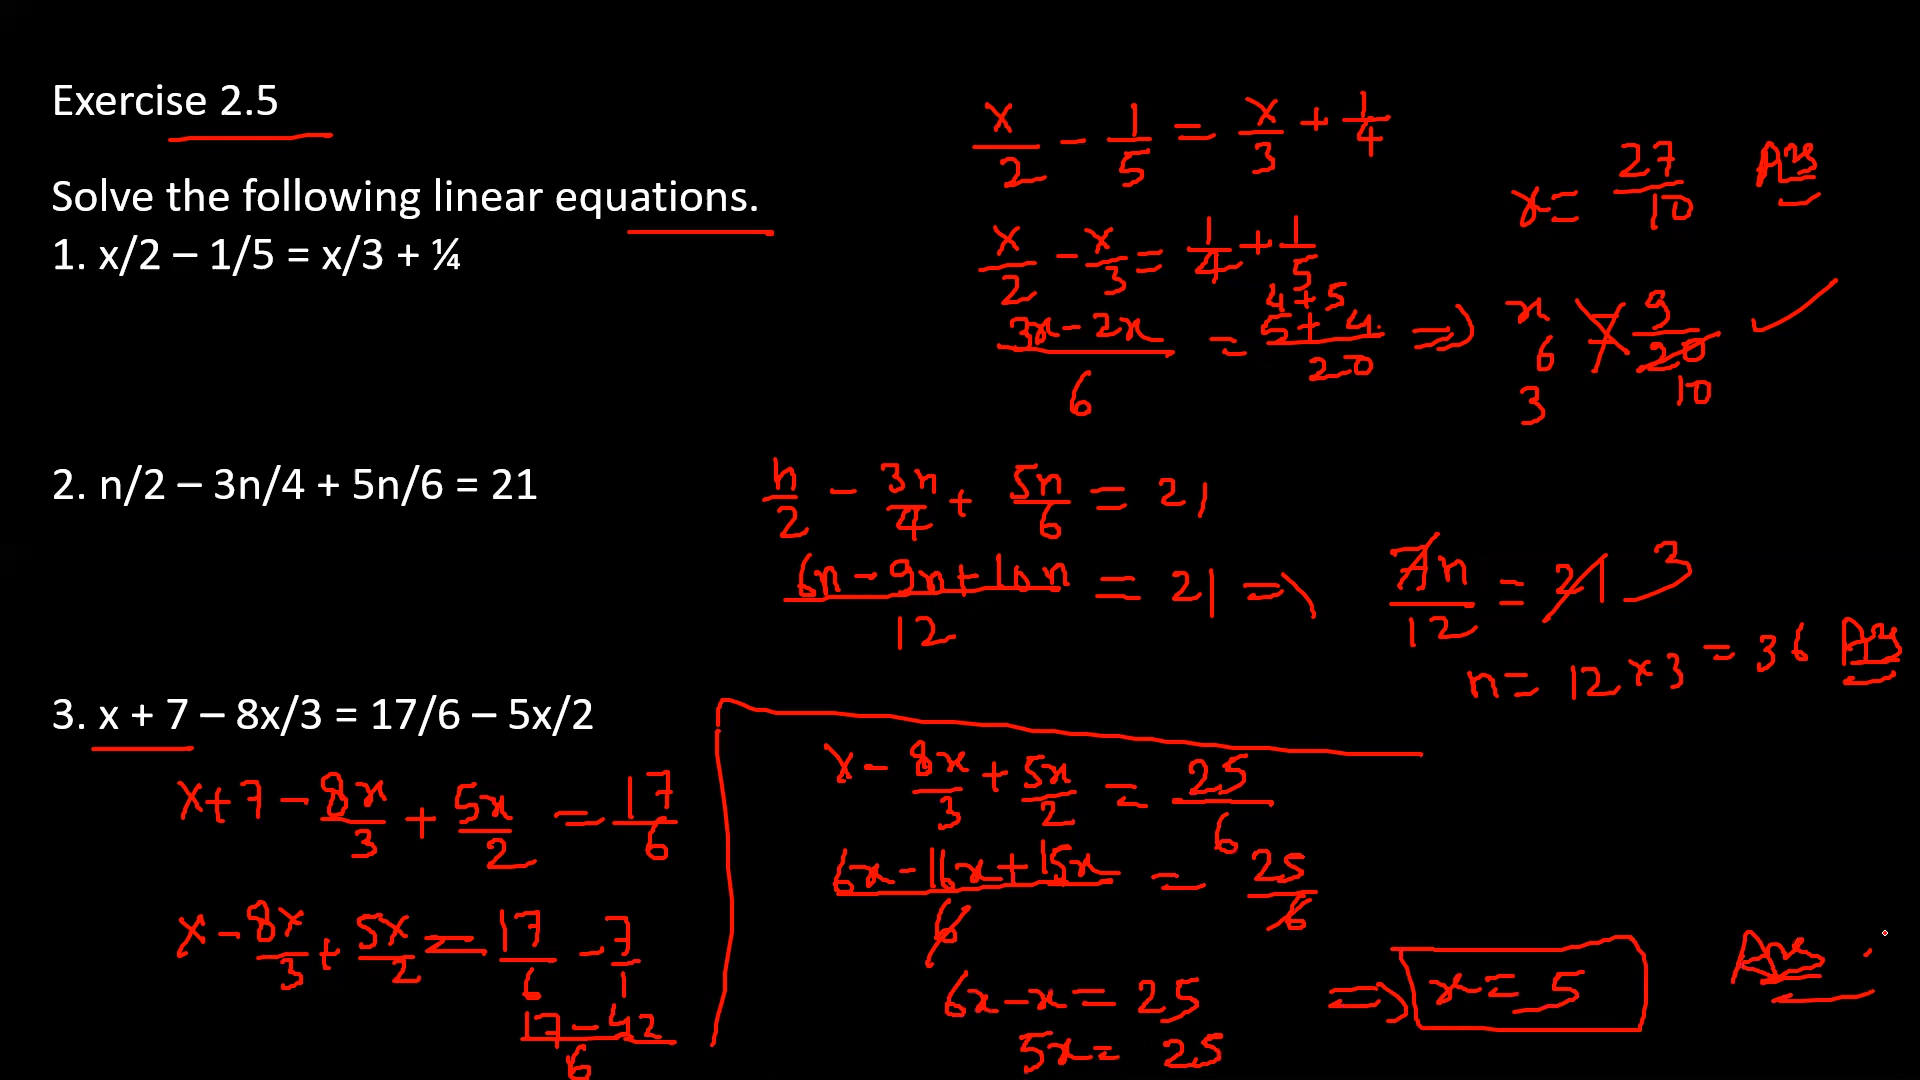 Exercise 2.5
Solve the following linear equations.
1. x/2 – 1/5 = x/3 + ¼
x/2 - 1/5 = x/3 + 1/4
x/2 - x/3 = 1/4 + 1/5
4+5
3x-2x/6 = 5+4/20 => x/6 = 9/20
3 10
x = 27/10 Ans
2. n/2 – 3n/4 + 5n/6 = 21
n/2 - 3n/4 + 5n/6 = 21
6n-9n+10n/12 = 21 => 7n/12 = 21 3
n = 12 × 3 = 36 Ans
3. x + 7 – 8x/3 = 17/6 – 5x/2
x+7 - 8x/3 + 5x/2 = 17/6
x - 8x/3 + 5x/2 = 17/6 - 7/1
17-42/6
x - 8x/3 + 5x/2 = 25/6
6x-16x+15x/6 = 25/6
6x-x = 25
5x = 25
=> x = 5 Ans